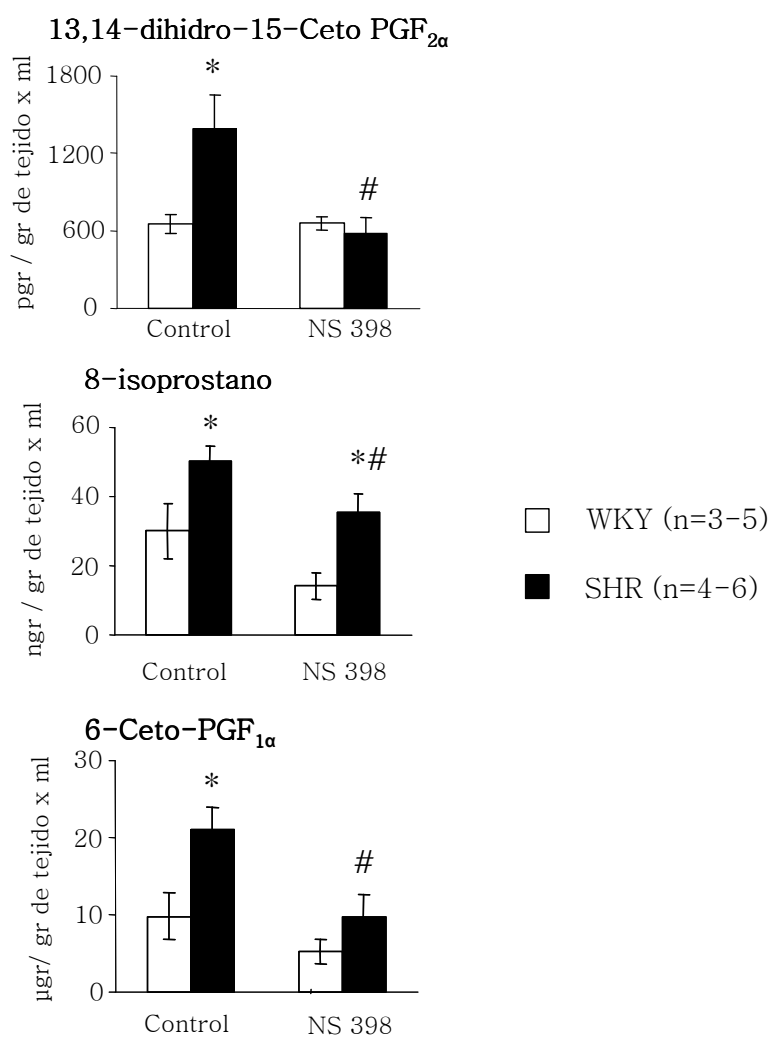 13,14-dihidro-15-Ceto PGF2α
pgr / gr de tejido x ml
1800
1200
600
0
*
#
Control
NS 398
8-isoprostano
ngr / gr de tejido x ml
60
40
20
0
*
*#
Control
NS 398
WKY (n=3-5)
SHR (n=4-6)
6-Ceto-PGF1α
µgr/ gr de tejido x ml
30
20
10
0
*
#
Control
NS 398